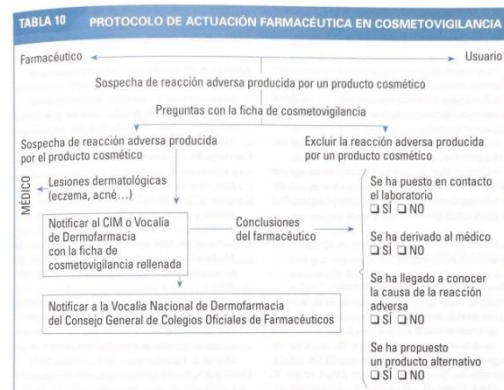 TABLA 10 PROTOCOLO DE ACTUACIÓN FARMACÉUTICA EN COSMETOVIGILANCIA
Farmacéutico Usuario
Sospecha de reacción adversa producida por un producto cosmético
Preguntas con la ficha de cosmetovigilancia
Sospecha de reacción adversa producida
por el producto cosmético
Excluir la reacción adversa producida
por un producto cosmético
MÉDICO
Lesiones dermatológicas
(eczema, acné...)
Notificar al CIM o Vocalía
de Dermofarmacia
con la ficha de
cosmetovigilancia rellenada
Conclusiones
del farmacéutico
Notificar a la Vocalia Nacional de Dermofarmacia
del Consejo General de Colegios Oficiales de Farmacéuticos
Se ha puesto en contacto
el laboratorio
❏ SÍ ❏ NO
Se ha derivado al médico
❏ SÍ ❏ NO
Se ha llegado a conocer
la causa de la reacción
adversa
❏ SÍ ❏ NO
Se ha propuesto
un producto alternativo
❏ SÍ ❏ NO